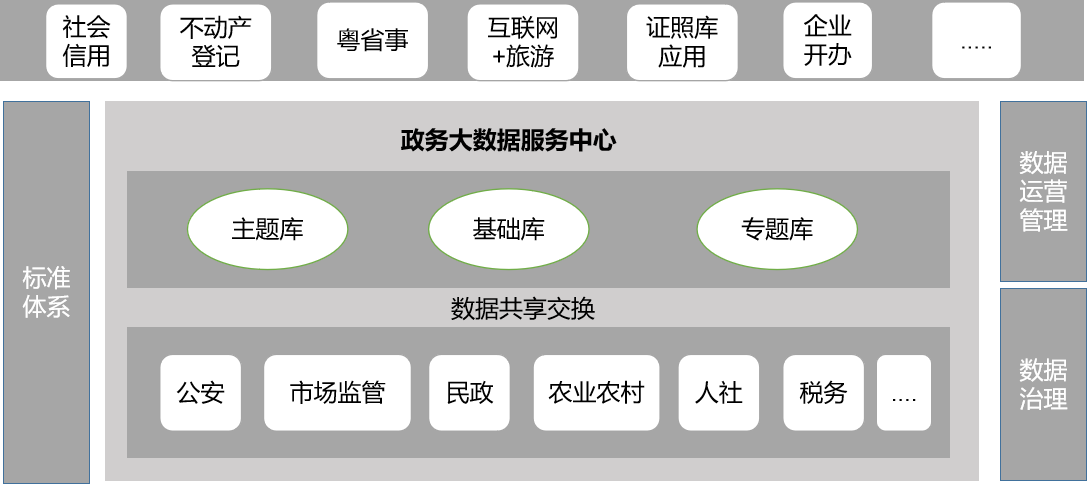 社会
信用
不动产
登记
粤省事
互联网
+旅游
证照库
应用
企业
开办
.....
标准
体系
政务大数据服务中心
主题库
基础库
专题库
数据共享交换
公安
市场监管
民政
农业农村
人社
税务
....
数据
运营
管理
数据
治理